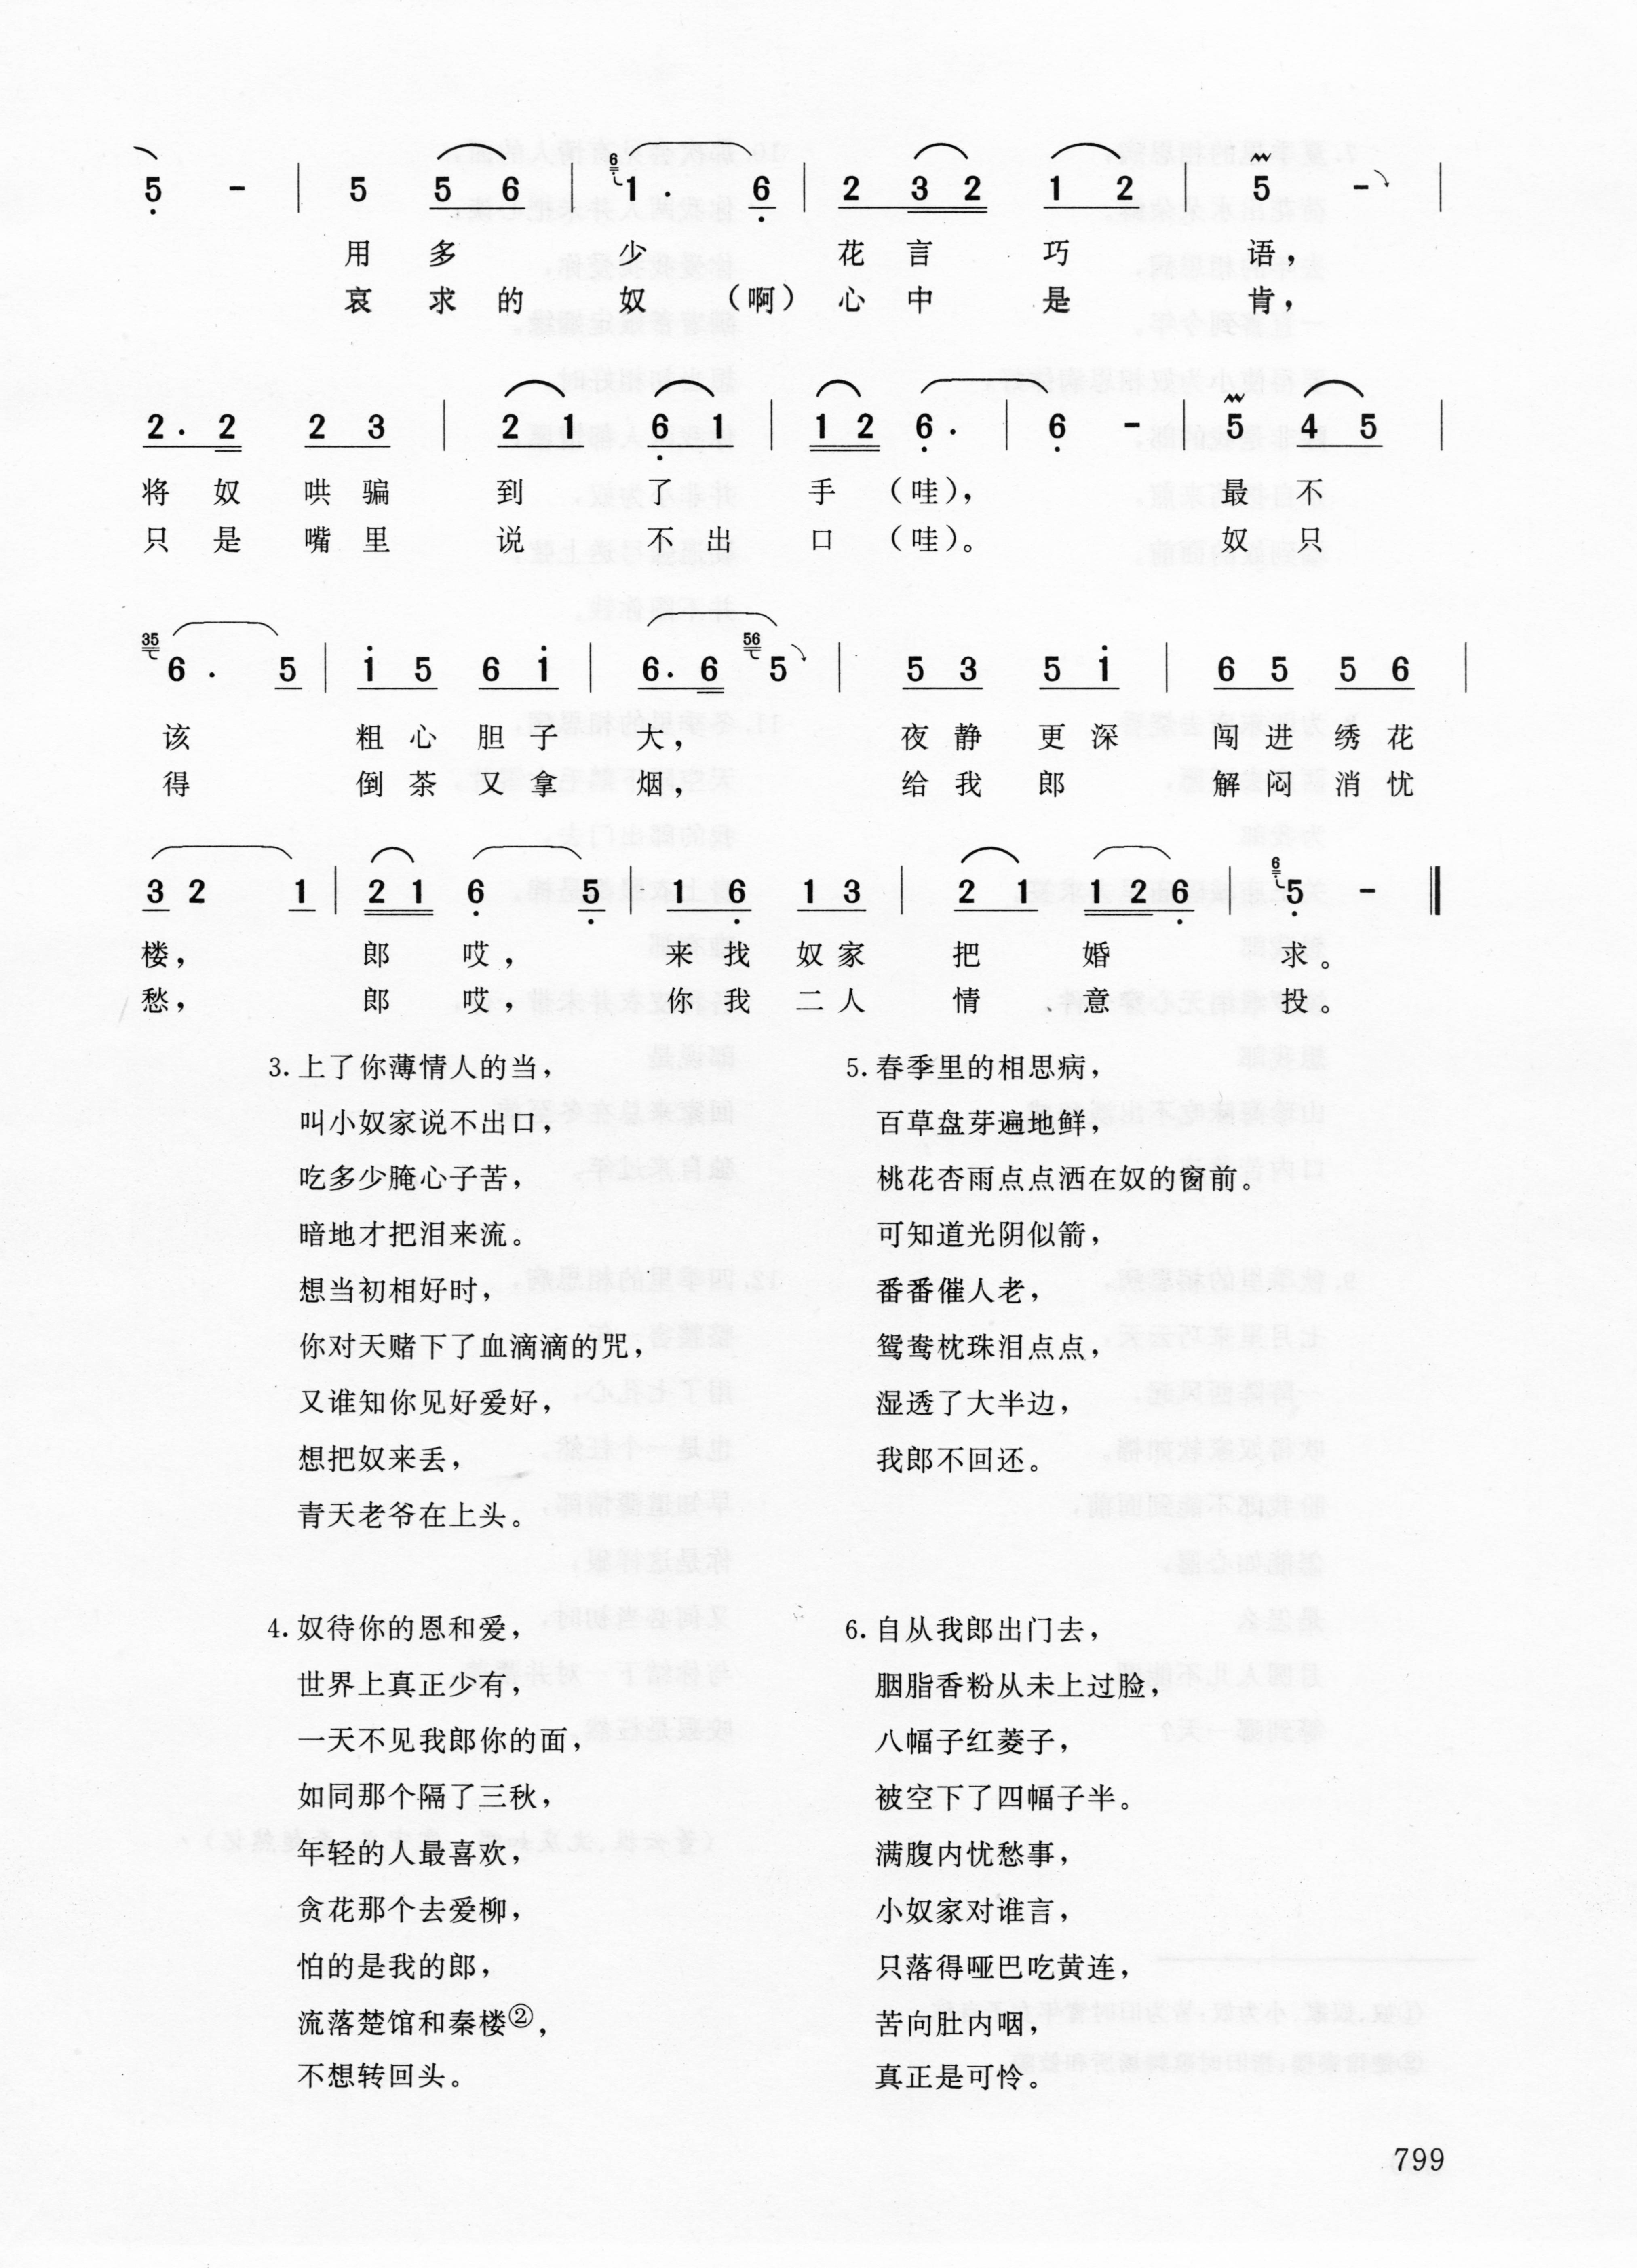 5 - | 5 5 6 | 6 1 · 6 | 2 3 2 1 2 | 5 - |
用 多 少 花 言 巧 语，
哀 求 的 奴 （啊） 心 中 是 肯，
2 · 2 2 3 | 2 1 6 1 | 1 2 6 · | 6 - | 5 4 5 |
将 奴 哄 骗 到 了 手 （哇）， 最 不
只 是 嘴 里 说 不 出 口 （哇）。 奴 只
35 6 · 5 | 1 5 6 1 | 6 · 6 56 5 | 5 3 5 1 | 6 5 5 6 |
该 粗 心 胆 子 大， 夜 静 更 深 闯 进 绣 花
得 倒 茶 又 拿 烟， 给 我 郎 解 闷 消 忧
3 2 1 | 2 1 6 5 | 1 6 1 3 | 2 1 1 2 6 | 6 5 - ‖
楼， 郎 哎， 来 找 奴 家 把 婚 求。
愁， 郎 哎， 你 我 二 人 情 、意 投。
3. 上了你薄情人的当，
叫小奴家说不出口，
吃多少腌心子苦，
暗地才把泪来流。
想当初相好时，
你对天赌下了血滴滴的咒，
又谁知你见好爱好，
想把奴来丢，
青天老爷在上头。
4. 奴待你的恩和爱，
世界上真正少有，
一天不见我郎你的面，
如同那个隔了三秋，
年轻的人最喜欢，
贪花那个去爱柳，
怕的是我的郎，
流落楚馆和秦楼②，
不想转回头。
5. 春季里的相思病，
百草盘芽遍地鲜，
桃花杏雨点点洒在奴的窗前。
可知道光阴似箭，
番番催人老，
鸳鸯枕珠泪点点，
湿透了大半边，
我郎不回还。
6. 自从我郎出门去，
胭脂香粉从未上过脸，
八幅子红菱子，
被空下了四幅子半。
满腹内忧愁事，
小奴家对谁言，
只落得哑巴吃黄连，
苦向肚内咽，
真正是可怜。
799